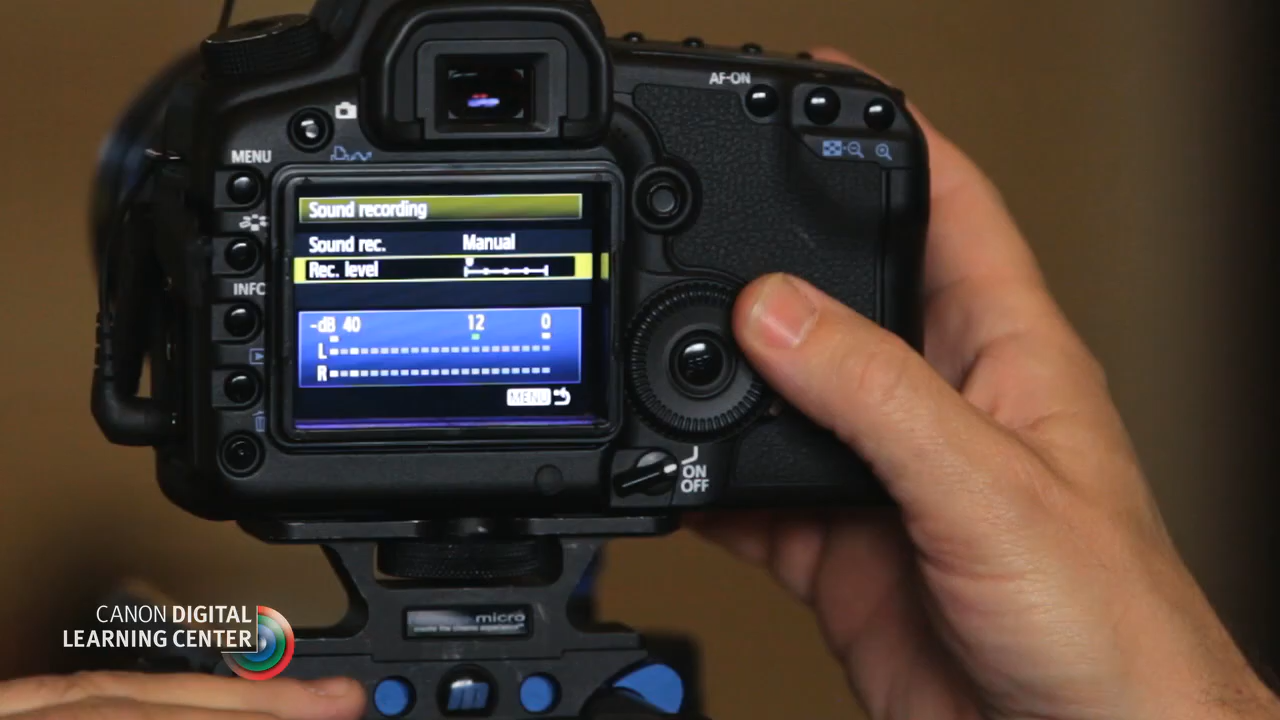 AF-ON
MENU
Sound recording
Sound rec. Manual
Rec. level
INFO
-dB 40 12 0
L
R
MENU
ON
OFF
micro
CANON DIGITAL
LEARNING CENTER